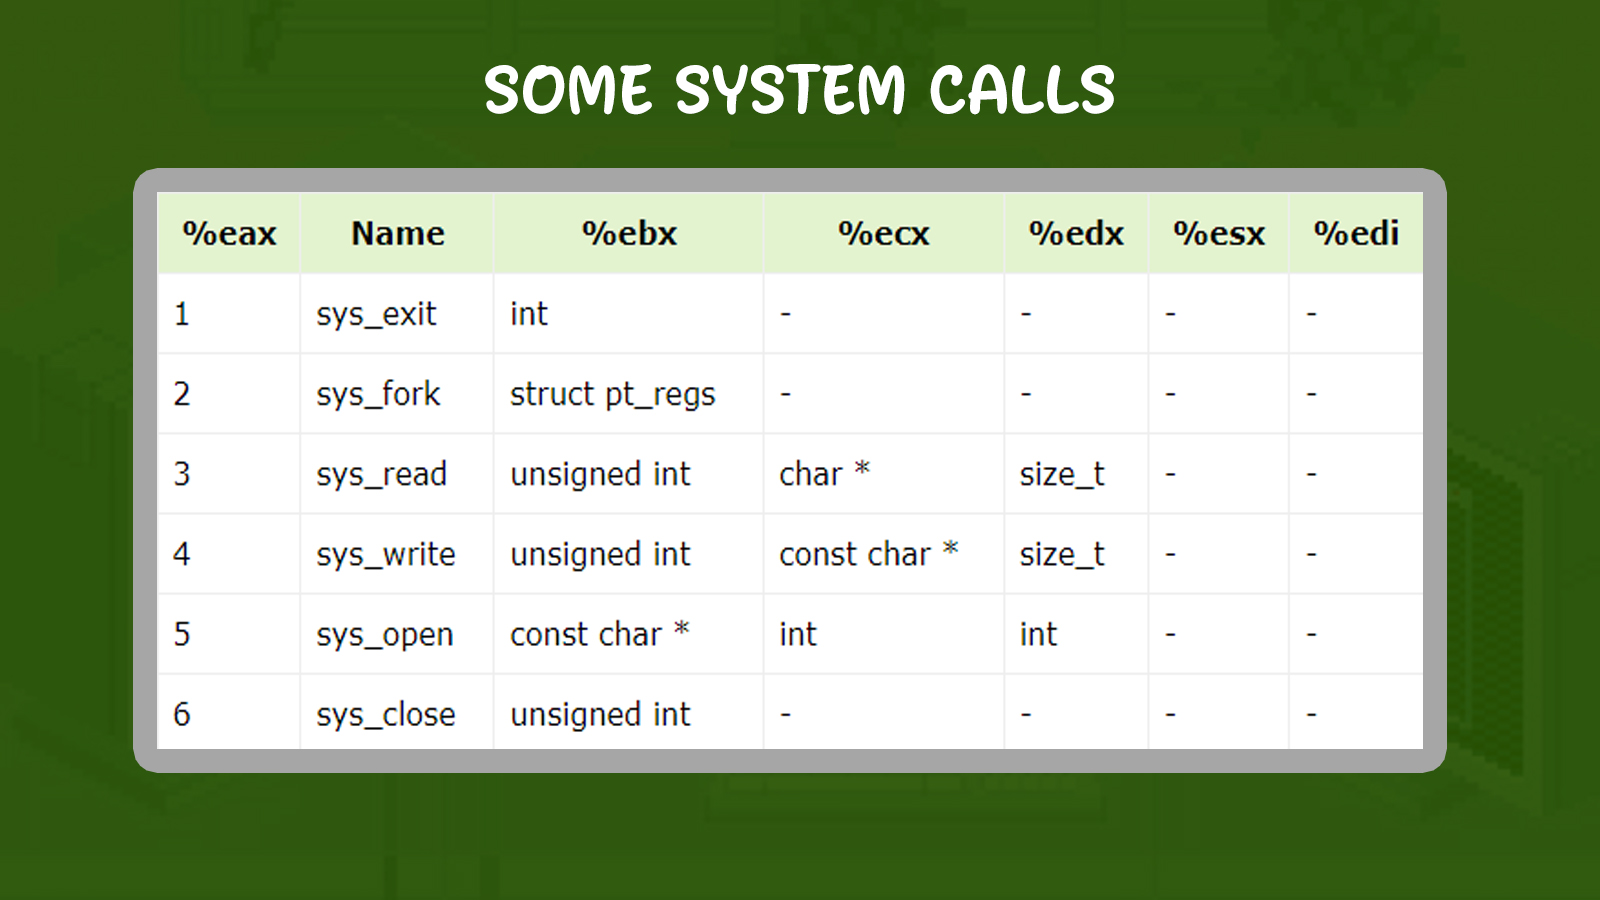 SOME SYSTEM CALLS
%eax Name %ebx %ecx %edx %esx %edi
1 sys_exit int - - - -
2 sys_fork struct pt_regs - - - -
3 sys_read unsigned int char * size_t - -
4 sys_write unsigned int const char * size_t - -
5 sys_open const char * int int - -
6 sys_close unsigned int - - - -